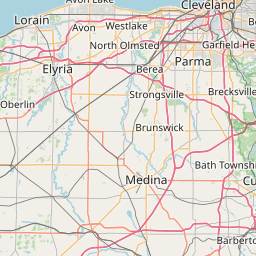 Avon Lake
Cleveland
Lorain
Westlake
Avon
North Olmsted
Garfield Hei
Elyria
Berea
Parma
Strongsville
Brecksville
Oberlin
Brunswick
Bath Township
Medina
Cu
Barberto